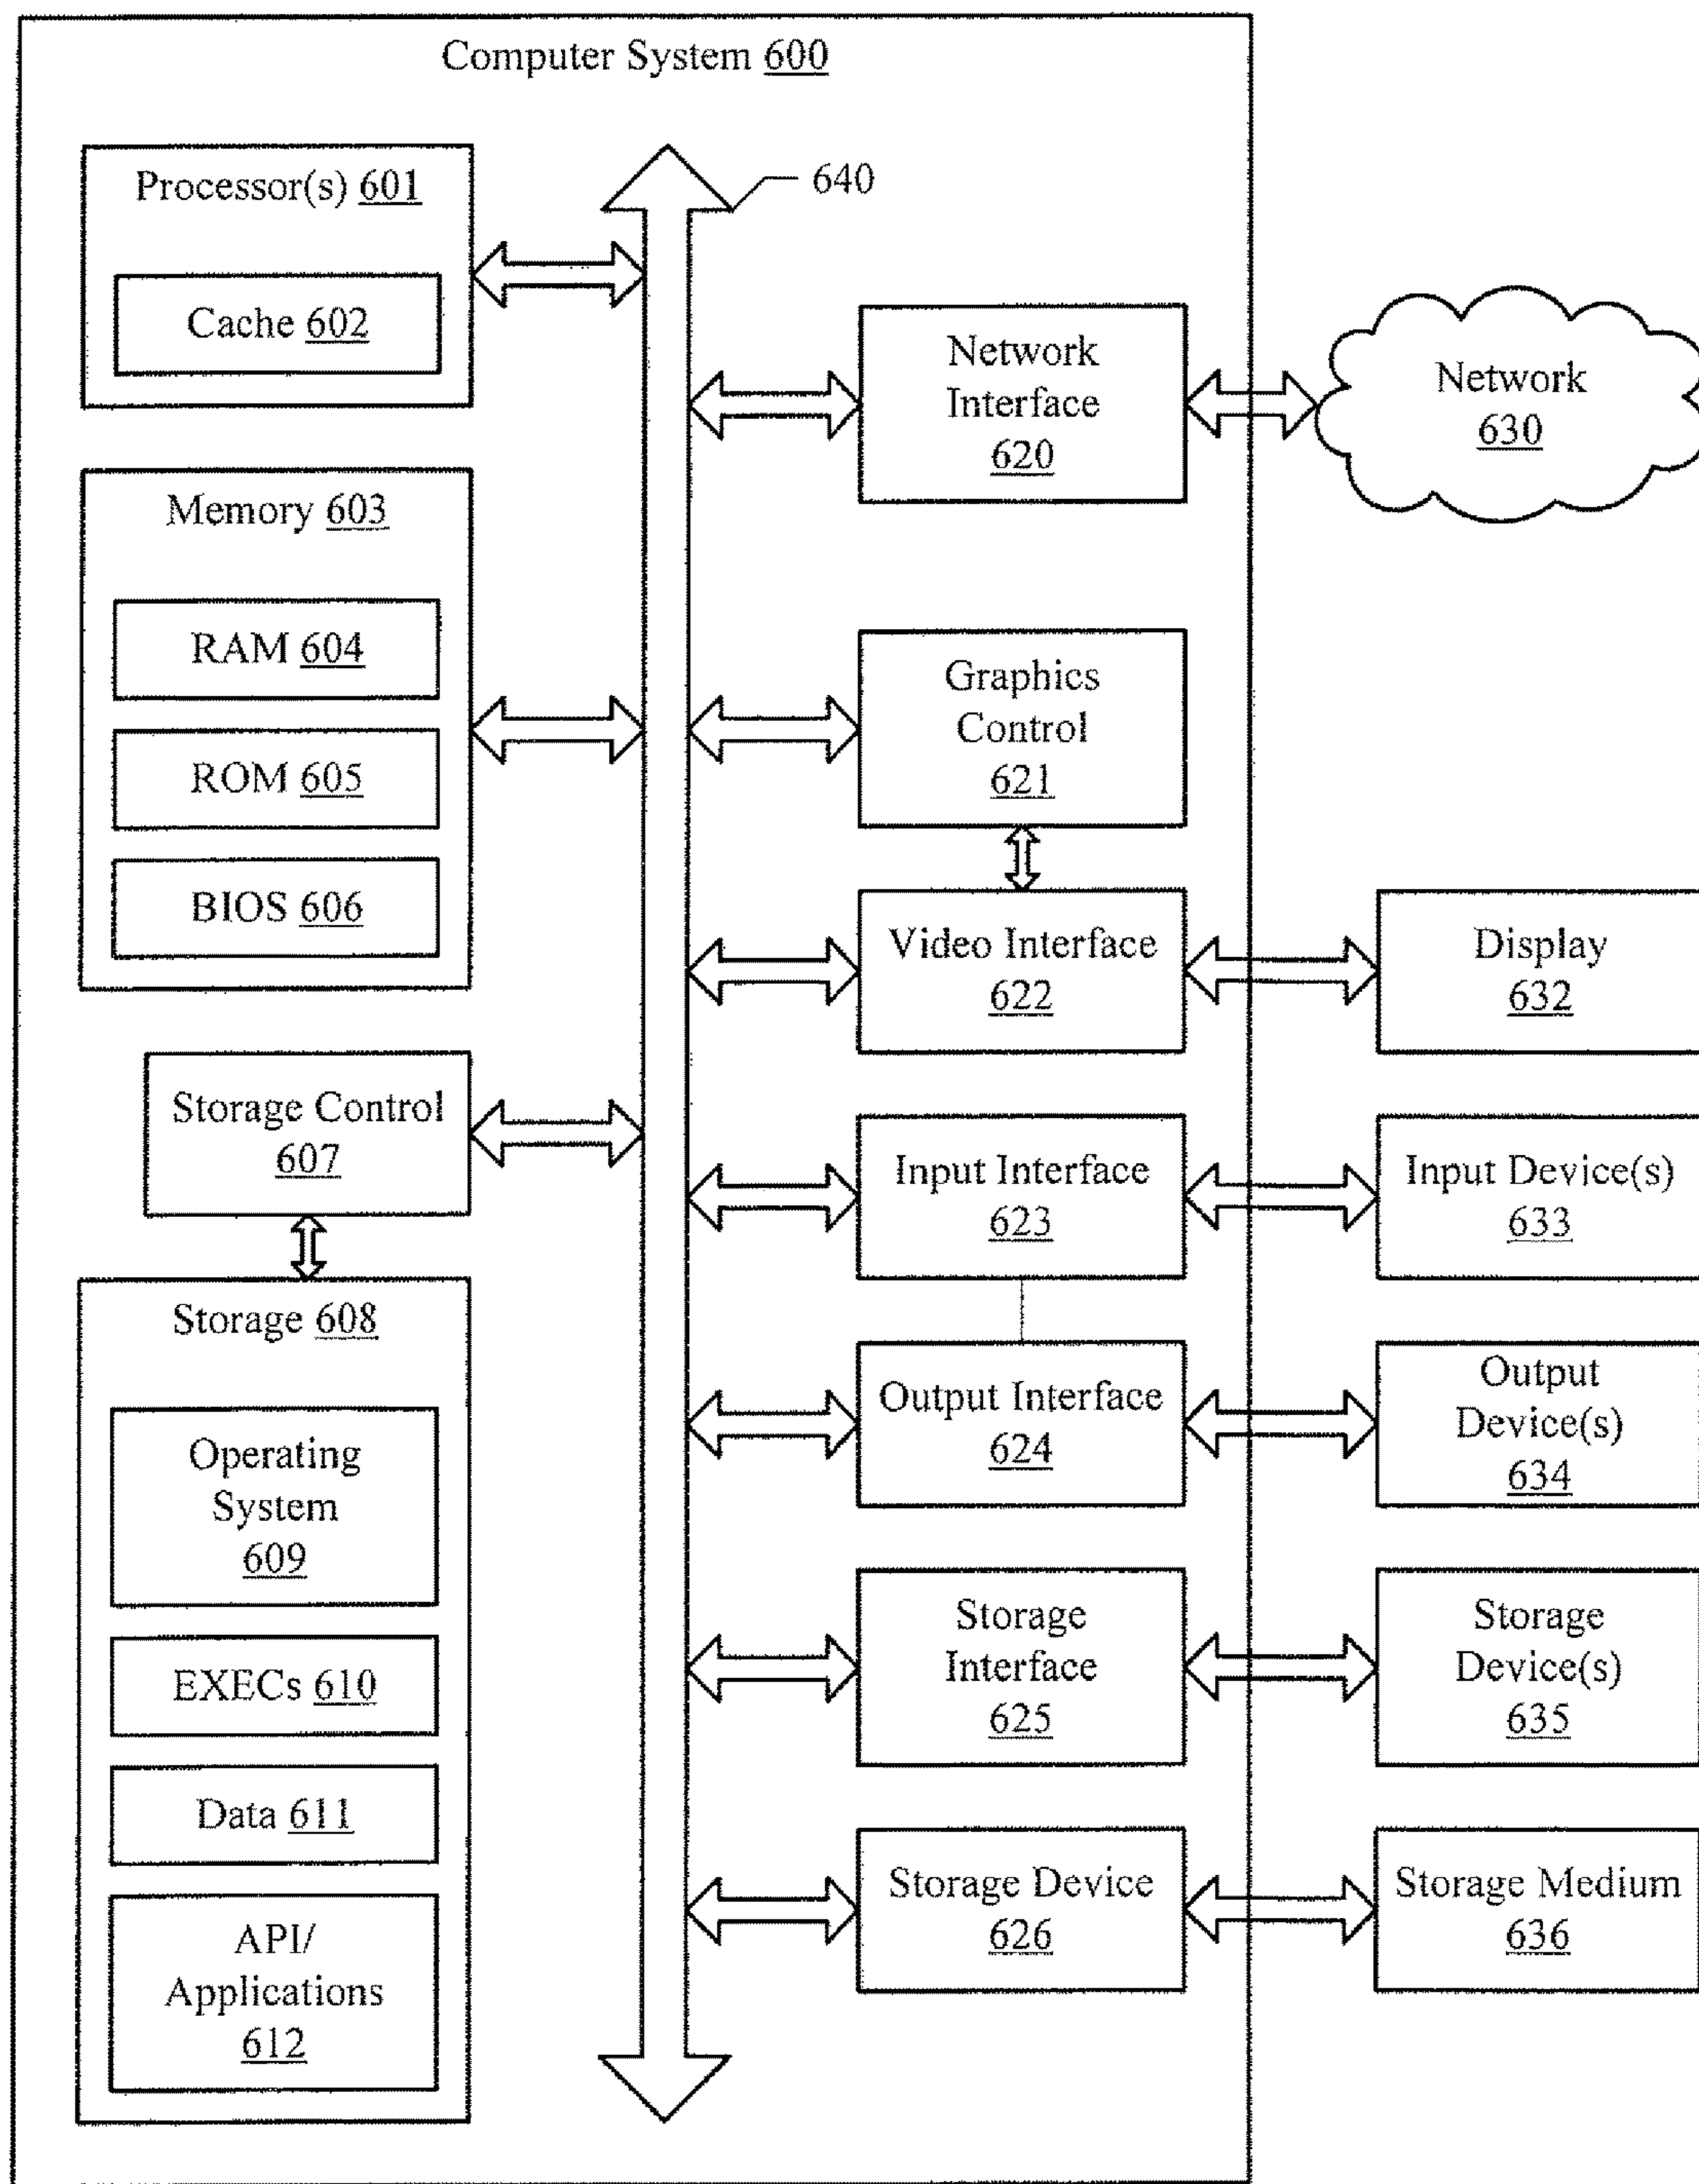 Computer System 600
Processor(s) 601
Cache 602
640
Memory 603
RAM 604
ROM 605
BIOS 606
Storage Control
607
Storage 608
Operating
System
609
EXECs 610
Data 611
API/
Applications
612
Network
Interface
620
Network
630
Graphics
Control
621
Video Interface
622
Display
632
Input Interface
623
Input Device(s)
633
Output Interface
624
Output
Device(s)
634
Storage
Interface
625
Storage
Device(s)
635
Storage Device
626
Storage Medium
636